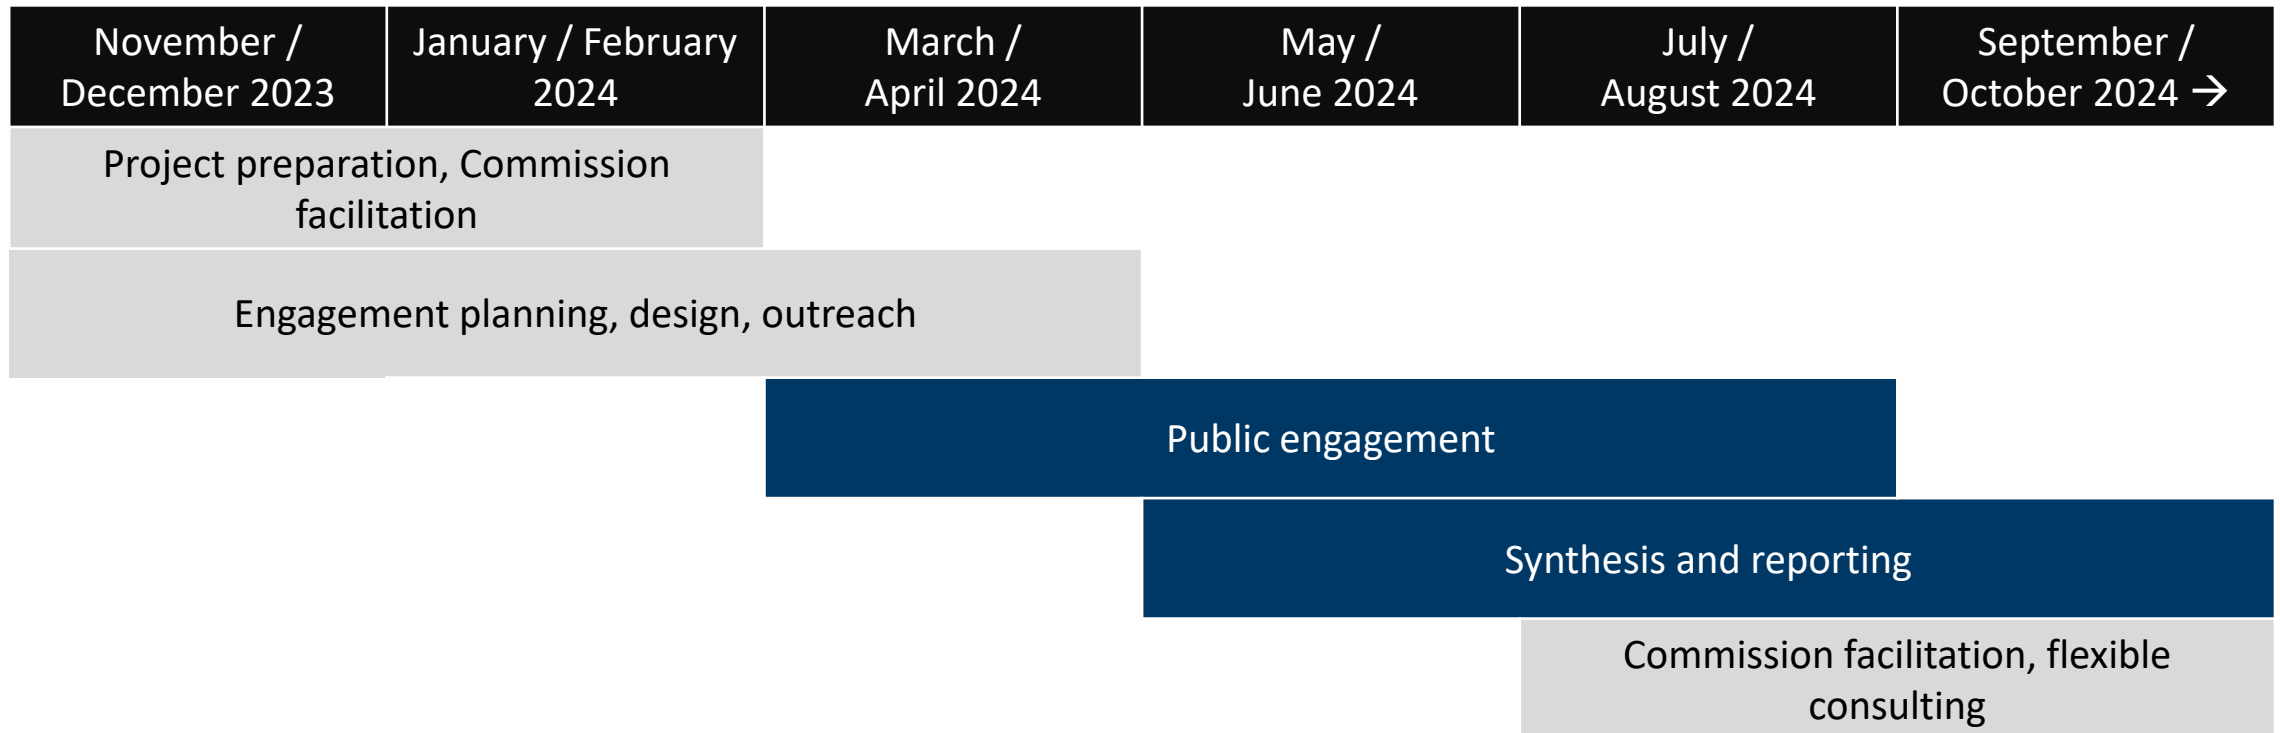 November /
December 2023
January / February
2024
March /
April 2024
May /
June 2024
July /
August 2024
September /
October 2024 →
Project preparation, Commission
facilitation
Engagement planning, design, outreach
Public engagement
Synthesis and reporting
Commission facilitation, flexible
consulting